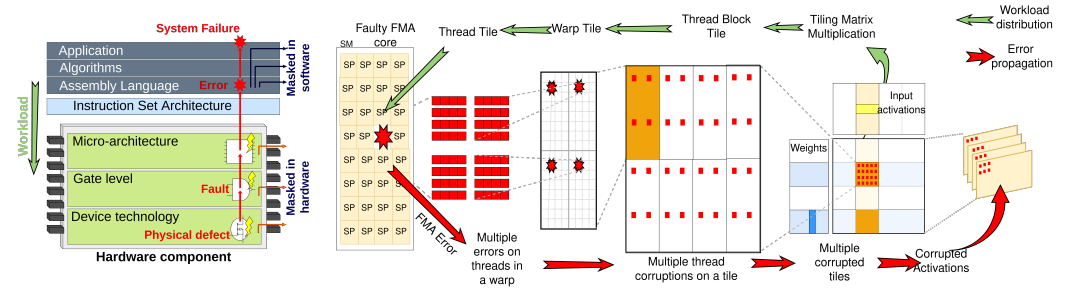 System Failure
Application
Algorithms
Assembly Language
Error
Instruction Set Architecture
Masked in
software
Workload
Micro-architecture
Gate level
Fault
Device technology
Physical defect
Masked in
hardware
Hardware component
Faulty FMA
core
SM
SP SP SP SP
SP SP SP SP
SP SP SP SP
SP SP SP
SP SP SP
SP SP SP SP
SP SP SP SP
SP SP SP SP
FMA Error
Thread Tile
Warp Tile
Thread Block
Tile
Tiling Matrix
Multiplication
Workload
distribution
Error
propagation
Input
activations
Weights
Multiple
errors on
threads in
a warp
Multiple thread
corruptions on a tile
Multiple
corrupted
tiles
Corrupted
Activations